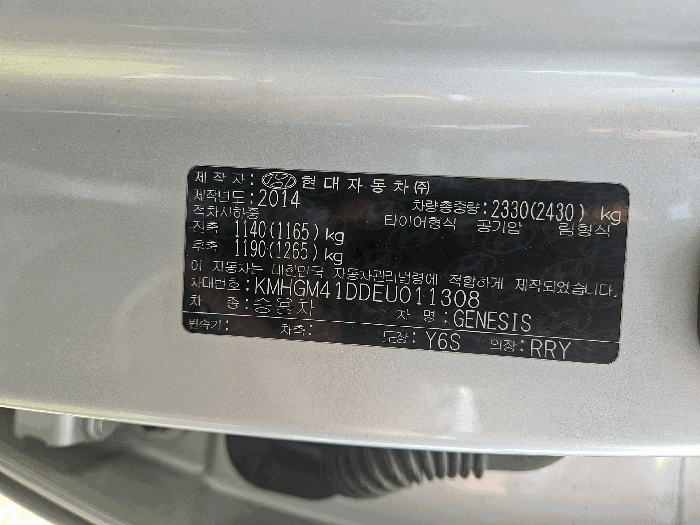 제 작 자 : 현대자동차㈜
제작년도 : 2014 차량총중량 : 2330(2430) kg
적차시하중 타이어형식 공기압 림형식
전축 1140(1165) kg
후축 1190(1265) kg
이 자동차는 대한민국 자동차관리법령에 적합하게 제작되었습니다.
차대번호 : KMHGM41DDEU011308
차 종 : 승용차 차 명 : GENESIS
변속기 : 차축 : 도장 : Y6S 의장 : RRY